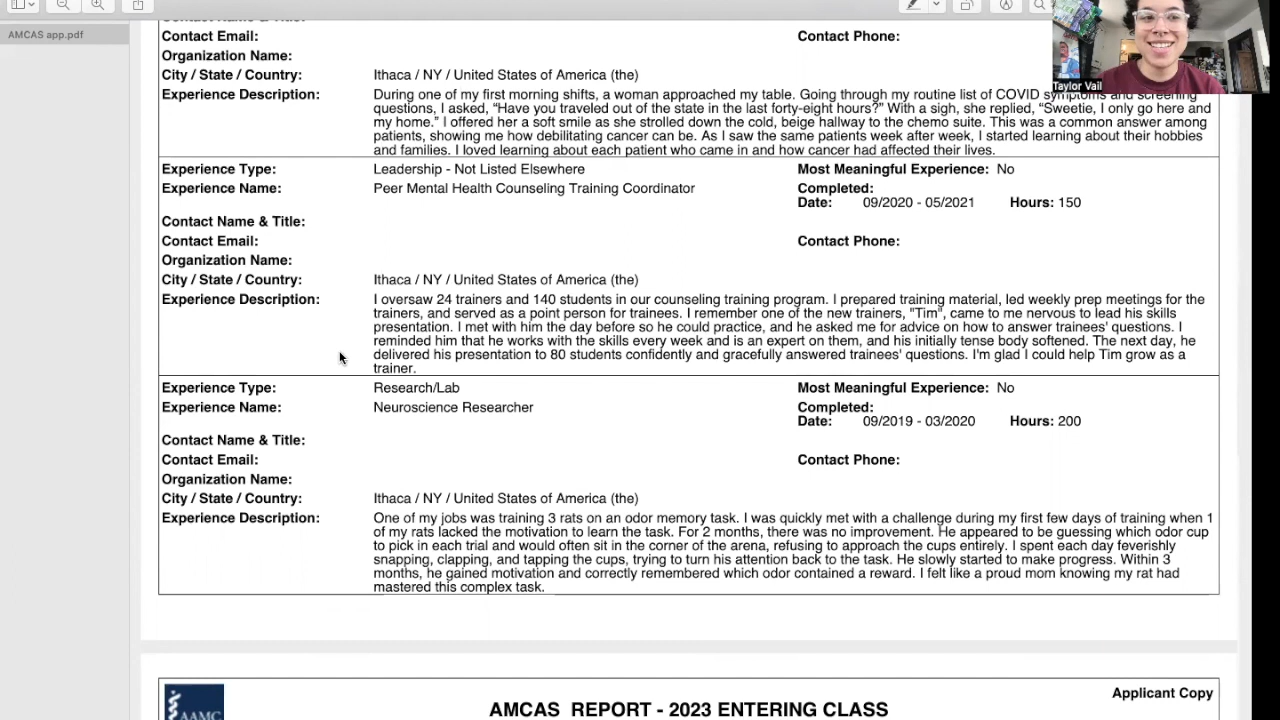 AMCAS app.pdf
Contact Name & Title:
Contact Email: Contact Phone:
Organization Name:
City / State / Country: Ithaca / NY / United States of America (the)
Taylor Vail
Experience Description: During one of my first morning shifts, a woman approached my table. Going through my routine list of COVID symptoms and screening
questions, I asked, “Have you traveled out of the state in the last forty-eight hours?” With a sigh, she replied, “Sweetie, I only go here and
my home.” I offered her a soft smile as she strolled down the cold, beige hallway to the chemo suite. This was a common answer among
patients, showing me how debilitating cancer can be. As I saw the same patients week after week, I started learning about their hobbies
and families. I loved learning about each patient who came in and how cancer had affected their lives.
Experience Type: Leadership - Not Listed Elsewhere Most Meaningful Experience: No
Experience Name: Peer Mental Health Counseling Training Coordinator Completed:
Date: 09/2020 - 05/2021 Hours: 150
Contact Name & Title:
Contact Email: Contact Phone:
Organization Name:
City / State / Country: Ithaca / NY / United States of America (the)
Experience Description: I oversaw 24 trainers and 140 students in our counseling training program. I prepared training material, led weekly prep meetings for the
trainers, and served as a point person for trainees. I remember one of the new trainers, "Tim", came to me nervous to lead his skills
presentation. I met with him the day before so he could practice, and he asked me for advice on how to answer trainees' questions. I
reminded him that he works with the skills every week and is an expert on them, and his initially tense body softened. The next day, he
delivered his presentation to 80 students confidently and gracefully answered trainees' questions. I'm glad I could help Tim grow as a
trainer.
Experience Type: Research/Lab Most Meaningful Experience: No
Experience Name: Neuroscience Researcher Completed:
Date: 09/2019 - 03/2020 Hours: 200
Contact Name & Title:
Contact Email: Contact Phone:
Organization Name:
City / State / Country: Ithaca / NY / United States of America (the)
Experience Description: One of my jobs was training 3 rats on an odor memory task. I was quickly met with a challenge during my first few days of training when 1
of my rats lacked the motivation to learn the task. For 2 months, there was no improvement. He appeared to be guessing which odor cup
to pick in each trial and would often sit in the corner of the arena, refusing to approach the cups entirely. I spent each day feverishly
snapping, clapping, and tapping the cups, trying to turn his attention back to the task. He slowly started to make progress. Within 3
months, he gained motivation and correctly remembered which odor contained a reward. I felt like a proud mom knowing my rat had
mastered this complex task.
Applicant Copy
AAMC
AMCAS REPORT - 2023 ENTERING CLASS